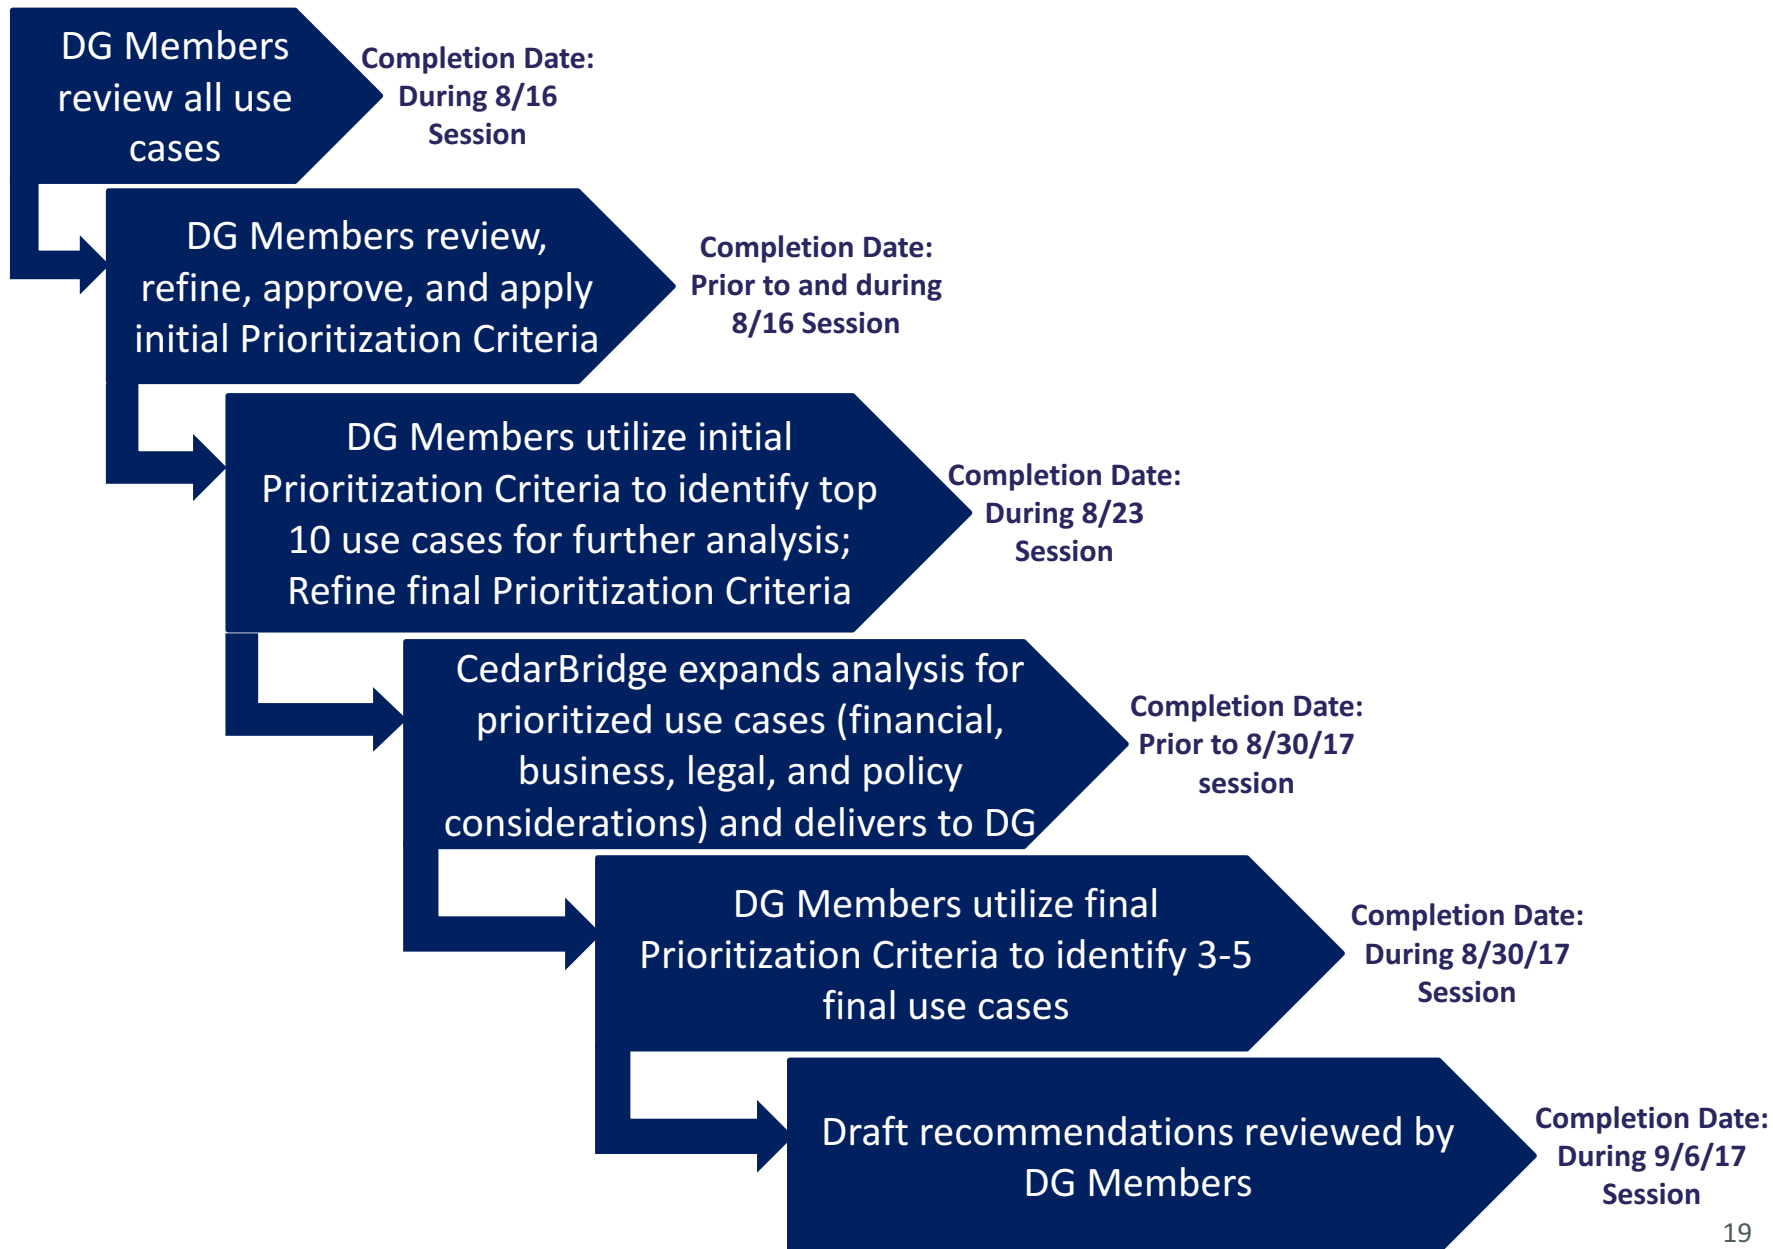 DG Members
review all use
cases
Completion Date:
During 8/16
Session
DG Members review,
refine, approve, and apply
initial Prioritization Criteria
Completion Date:
Prior to and during
8/16 Session
DG Members utilize initial
Prioritization Criteria to identify top
10 use cases for further analysis;
Refine final Prioritization Criteria
Completion Date:
During 8/23
Session
CedarBridge expands analysis for
prioritized use cases (financial,
business, legal, and policy
considerations) and delivers to DG
Completion Date:
Prior to 8/30/17
session
DG Members utilize final
Prioritization Criteria to identify 3-5
final use cases
Completion Date:
During 8/30/17
Session
Draft recommendations reviewed by
DG Members
Completion Date:
During 9/6/17
Session
19